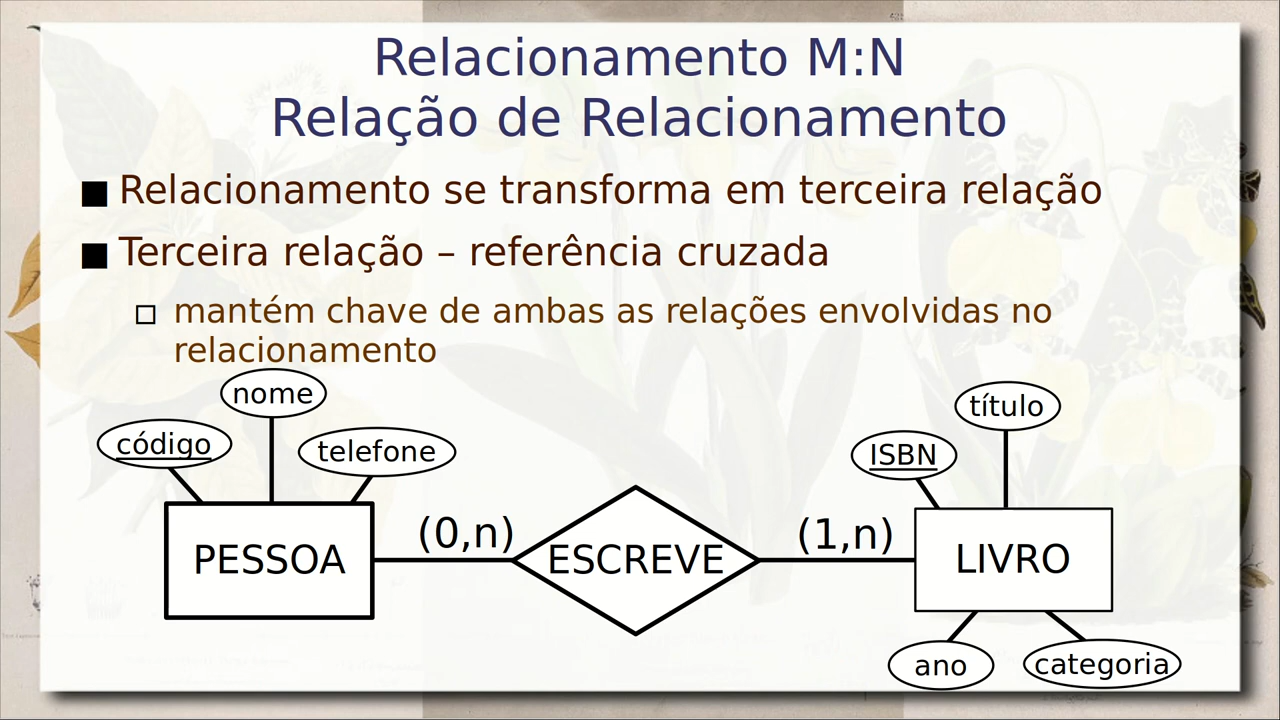 Relacionamento M:N
Relação de Relacionamento
■ Relacionamento se transforma em terceira relação
■ Terceira relação – referência cruzada
□ mantém chave de ambas as relações envolvidas no
relacionamento
nome
código
telefone
título
ISBN
PESSOA
(0,n)
ESCREVE
(1,n)
LIVRO
ano
categoria